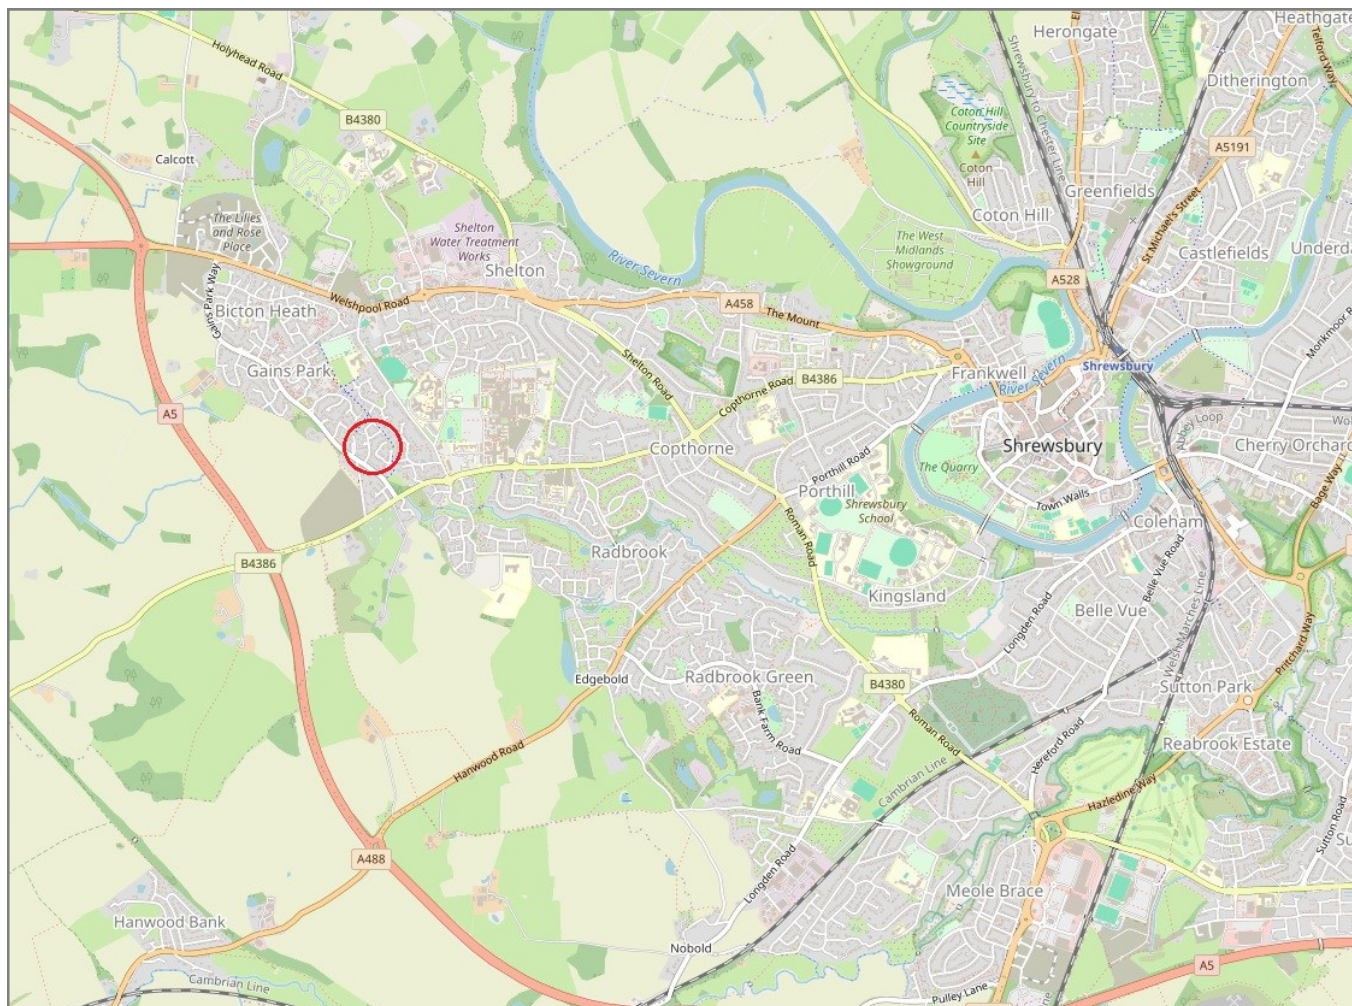 Herongate
Heathgate
Holyhead Road
Telford Way
Shrewsbury to Chester Line
Ditherington
B4380
Coton Hill
Countryside
Site
A5191
Calcott
Coton
Hill
Greenfields
Coton Hill
St Michael's Street
The Lilies
and Rose
Place
Shelton
Water Treatment
Works
The West
Midlands
Showground
Castlefields
River Severn
Shelton
A528
Gains Park Way
Welshpool Road
Bicton Heath
A458
The Mount
Monkmoor
Gains Park
Shelton Road
Copthorne Road
B4386
Frankwell
River Severn
Shrewsbury
A5
Abbey Loop
Copthorne
Porthill Road
The Quarry
Shrewsbury
Cherry Orchard
Bage Way
Porthill
Shrewsbury
School
Town Walls
Coleham
Roman Road
B4386
Radbrook
Kingsland
Longden Road
Belle Vue Road
Belle Vue
Welsh Marches Line
Pritchard Way
Edgebold
Radbrook Green
B4380
Sutton Park
Bank Farm Road
Roman Road
Hereford Road
Reabrook Estate
Hanwood Road
Cambrian Line
Hazledine Way
Sutton Road
A488
Longden Road
Meole Brace
Hanwood Bank
Nobold
A5
Cambrian Line
Pulley Lane